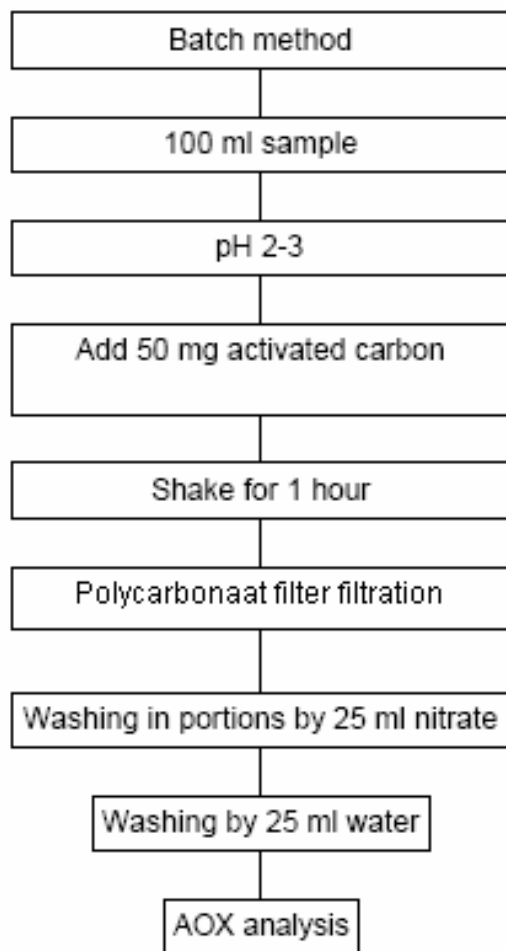 Batch method
100 ml sample
pH 2-3
Add 50 mg activated carbon
Shake for 1 hour
Polycarbonaat filter filtration
Washing in portions by 25 ml nitrate
Washing by 25 ml water
AOX analysis